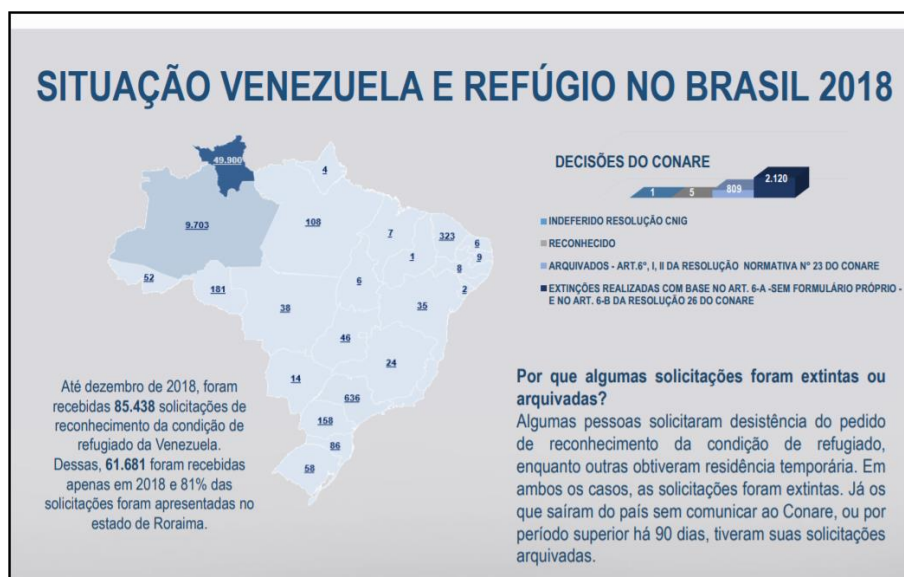 SITUAÇÃO VENEZUELA E REFÚGIO NO BRASIL 2018
49.900
4
9.703
108
7
323
6
9
1
8
2
52
181
6
38
35
46
24
14
636
158
86
58
Até dezembro de 2018, foram
recebidas 85.438 solicitações de
reconhecimento da condição de
refugiado da Venezuela.
Dessas, 61.681 foram recebidas
apenas em 2018 e 81% das
solicitações foram apresentadas no
estado de Roraima.
DECISÕES DO CONARE
1
5
809
2.120
INDEFERIDO RESOLUÇÃO CNIG
RECONHECIDO
ARQUIVADOS - ART.6º, I, II DA RESOLUÇÃO NORMATIVA Nº 23 DO CONARE
EXTINÇÕES REALIZADAS COM BASE NO ART. 6-A -SEM FORMULÁRIO PRÓPRIO -
E NO ART. 6-B DA RESOLUÇÃO 26 DO CONARE
Por que algumas solicitações foram extintas ou
arquivadas?
Algumas pessoas solicitaram desistência do pedido
de reconhecimento da condição de refugiado,
enquanto outras obtiveram residência temporária. Em
ambos os casos, as solicitações foram extintas. Já os
que saíram do país sem comunicar ao Conare, ou por
período superior há 90 dias, tiveram suas solicitações
arquivadas.